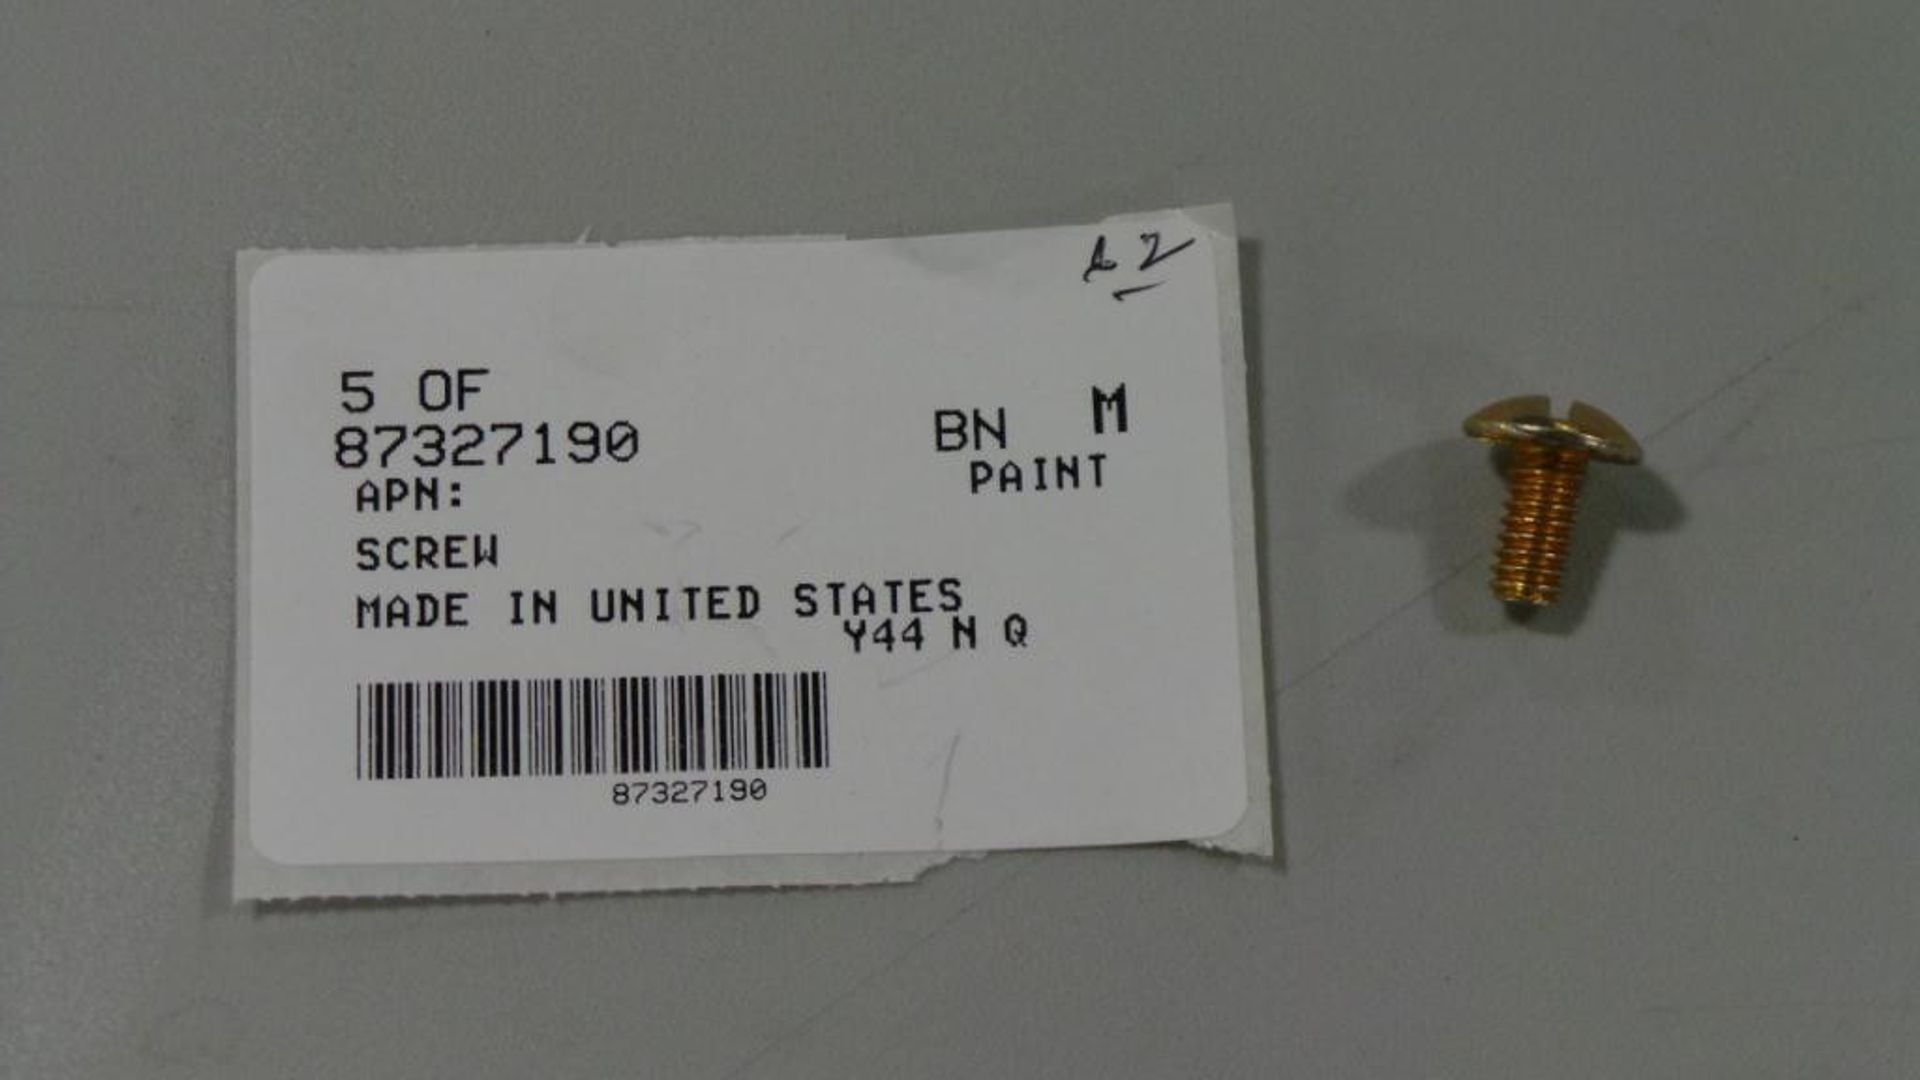 5 OF
87327190
BN M
PAINT
APN:
SCREW
MADE IN UNITED STATES
Y44 N Q
87327190